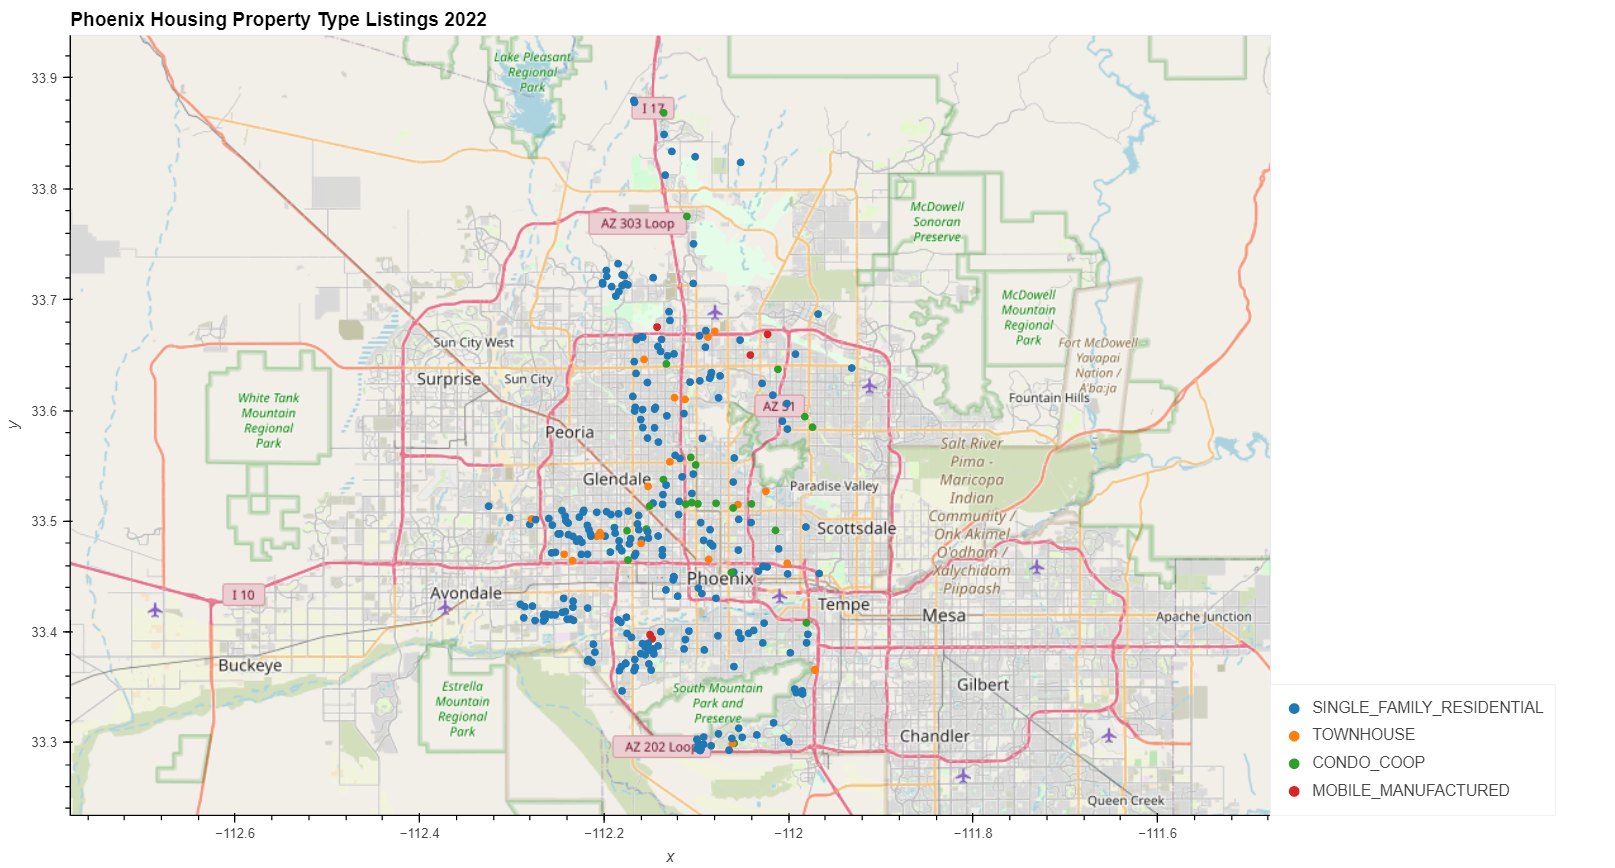 Phoenix Housing Property Type Listings 2022
33.9
33.8
33.7
33.6
33.5
33.4
33.3
y
−112.6
−112.4
−112.2
−112
−111.8
−111.6
x
Lake Pleasant
Regional
Park
I 17
AZ 303 Loop
McDowell
Sonoran
Preserve
McDowell
Mountain
Regional
Park
Fort McDowell
Yavapai
Nation /
A'ba:ja
Sun City West
Surprise
Sun City
White Tank
Mountain
Regional
Park
AZ 51
Fountain Hills
Peoria
Glendale
Paradise Valley
Scottsdale
Salt River
Pima -
Maricopa
Indian
Community /
Onk Akimel
O'odham /
Xalychidom
Piipaash
Phoenix
I 10
Avondale
Tempe
Mesa
Apache Junction
Buckeye
Estrella
Mountain
Regional
Park
South Mountain
Park and
Preserve
Gilbert
AZ 202 Loop
Chandler
Queen Creek
SINGLE_FAMILY_RESIDENTIAL
TOWNHOUSE
CONDO_COOP
MOBILE_MANUFACTURED